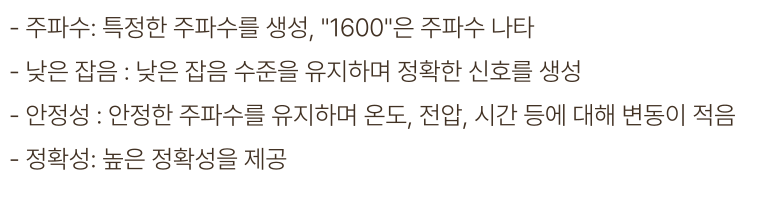 - 주파수: 특정한 주파수를 생성, "1600"은 주파수 나타
- 낮은 잡음 : 낮은 잡음 수준을 유지하며 정확한 신호를 생성
- 안정성 : 안정한 주파수를 유지하며 온도, 전압, 시간 등에 대해 변동이 적음
- 정확성: 높은 정확성을 제공